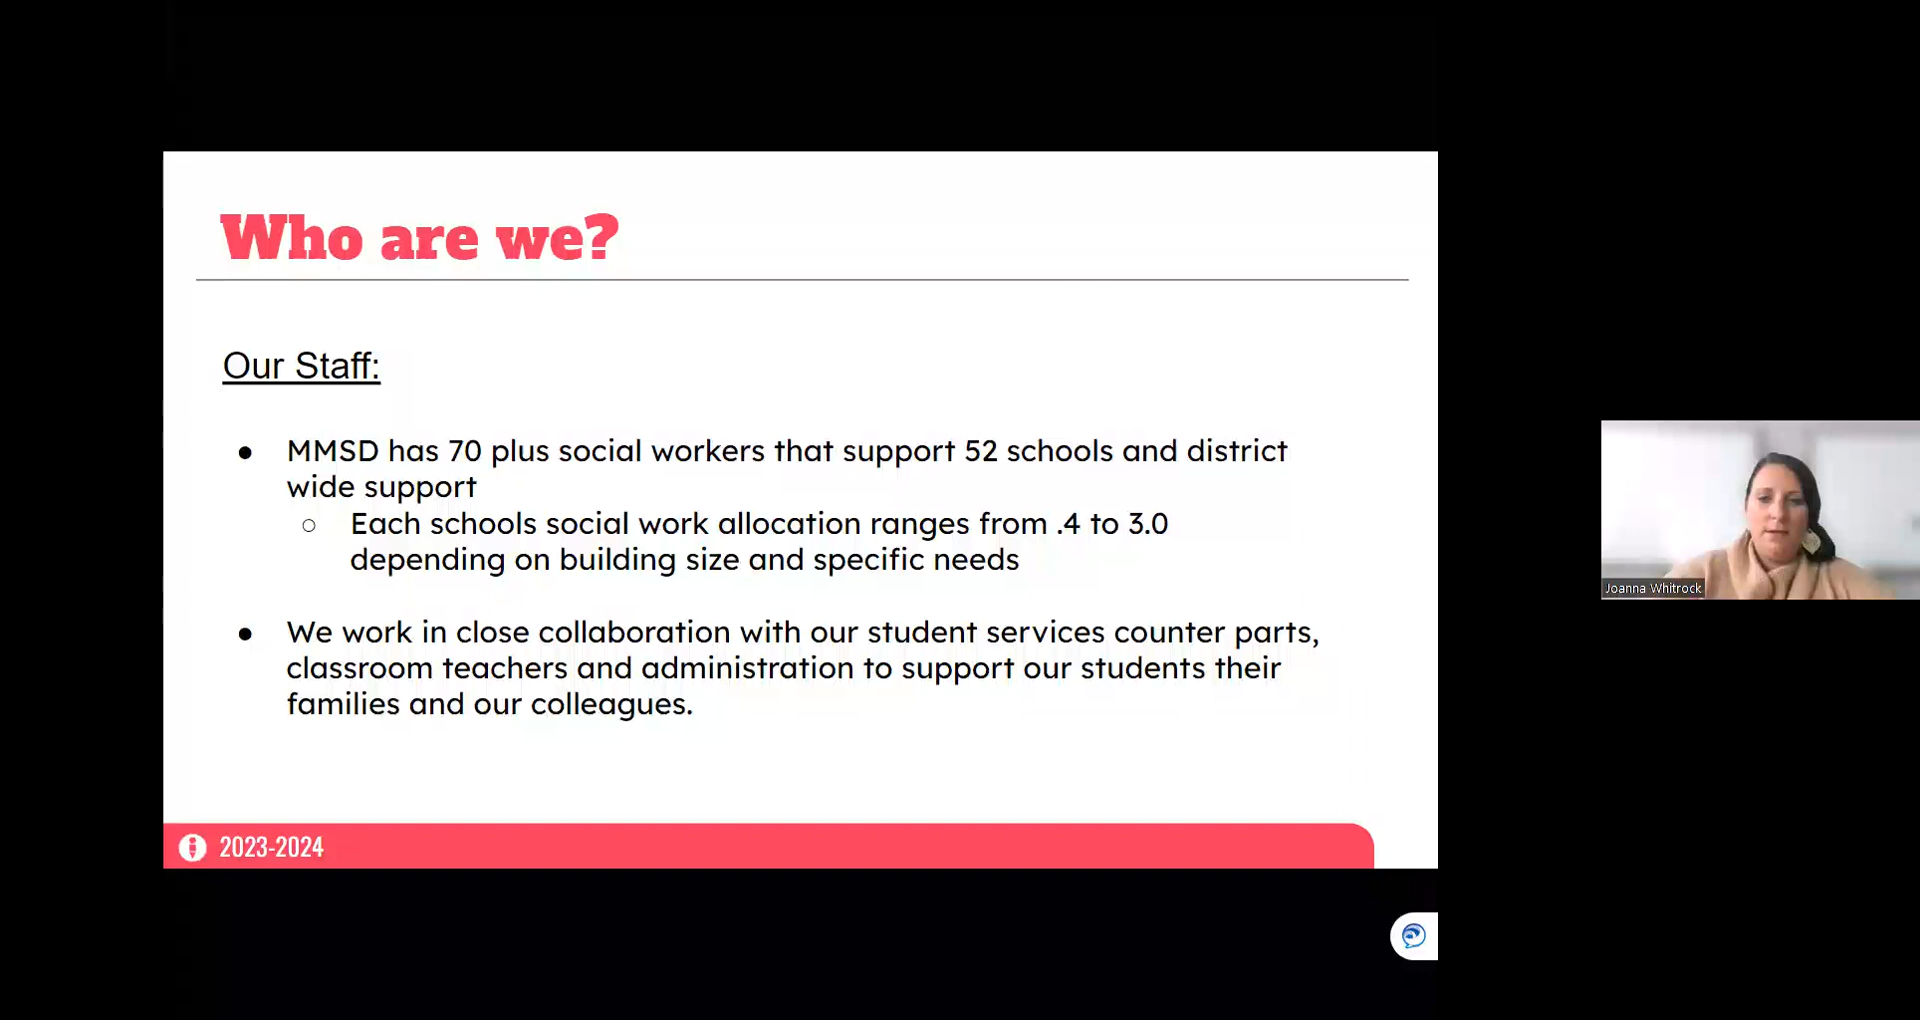 Who are we?
Our Staff:
● MMSD has 70 plus social workers that support 52 schools and district
wide support
○ Each schools social work allocation ranges from .4 to 3.0
depending on building size and specific needs
● We work in close collaboration with our student services counter parts,
classroom teachers and administration to support our students their
families and our colleagues.
2023-2024
Joanna Whitrock